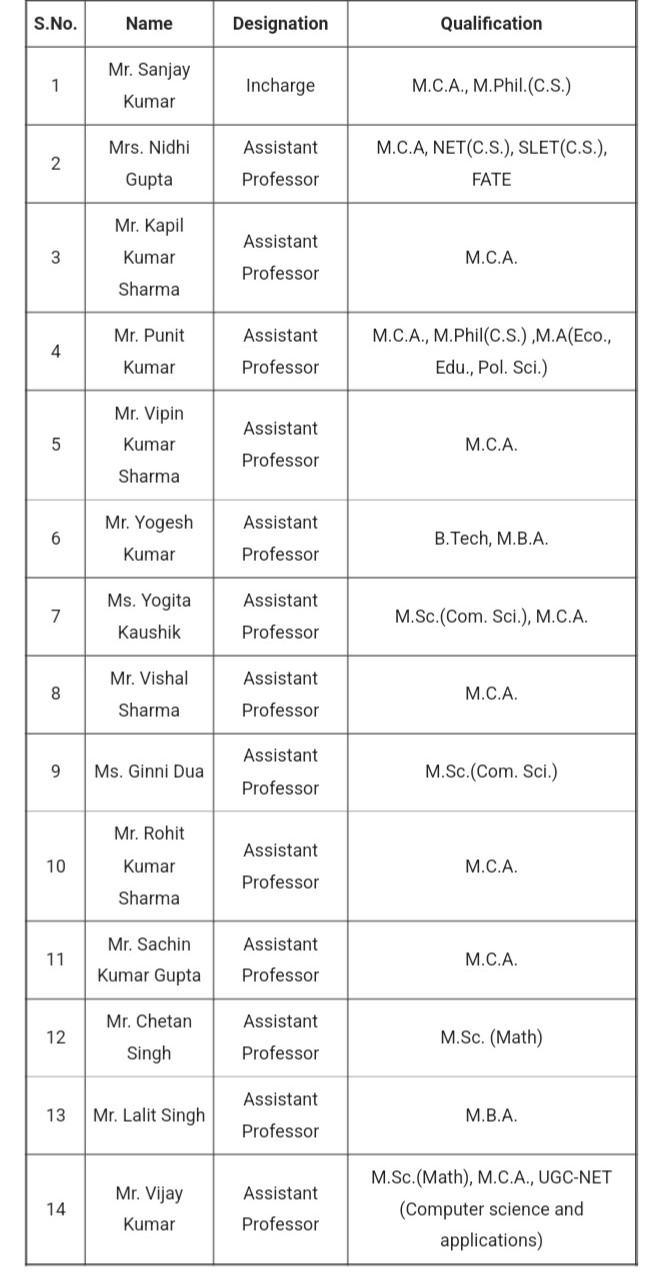 S.No. Name Designation Qualification
1 Mr. Sanjay Kumar Incharge M.C.A., M.Phil.(C.S.)
2 Mrs. Nidhi Gupta Assistant Professor M.C.A, NET(C.S.), SLET(C.S.), FATE
3 Mr. Kapil Kumar Sharma Assistant Professor M.C.A.
4 Mr. Punit Kumar Assistant Professor M.C.A., M.Phil(C.S.) ,M.A(Eco., Edu., Pol. Sci.)
5 Mr. Vipin Kumar Sharma Assistant Professor M.C.A.
6 Mr. Yogesh Kumar Assistant Professor B.Tech, M.B.A.
7 Ms. Yogita Kaushik Assistant Professor M.Sc.(Com. Sci.), M.C.A.
8 Mr. Vishal Sharma Assistant Professor M.C.A.
9 Ms. Ginni Dua Assistant Professor M.Sc.(Com. Sci.)
10 Mr. Rohit Kumar Sharma Assistant Professor M.C.A.
11 Mr. Sachin Kumar Gupta Assistant Professor M.C.A.
12 Mr. Chetan Singh Assistant Professor M.Sc. (Math)
13 Mr. Lalit Singh Assistant Professor M.B.A.
14 Mr. Vijay Kumar Assistant Professor M.Sc.(Math), M.C.A., UGC-NET (Computer science and applications)